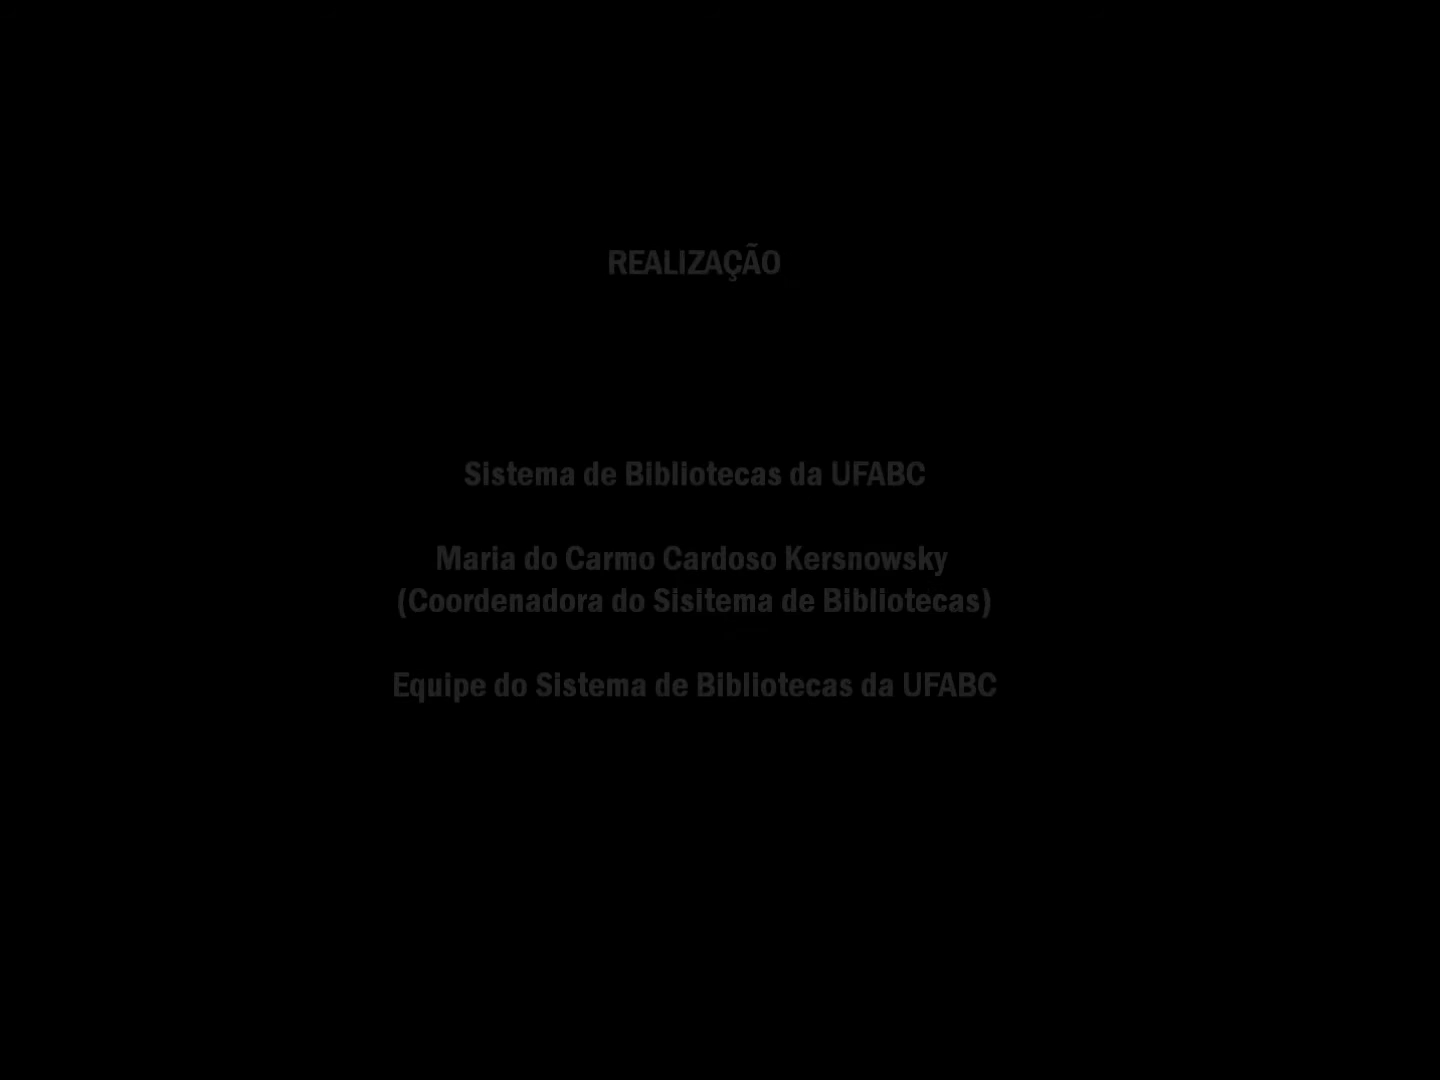 REALIZAÇÃO
Sistema de Bibliotecas da UFABC
Maria do Carmo Cardoso Kersnowsky
(Coordenadora do Sisitema de Bibliotecas)
Equipe do Sistema de Bibliotecas da UFABC